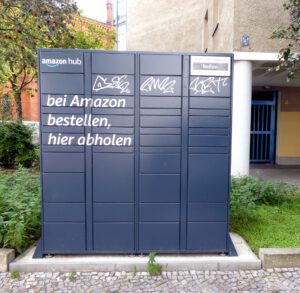 amazon hub
bei Amazon
bestellen,
hier abholen